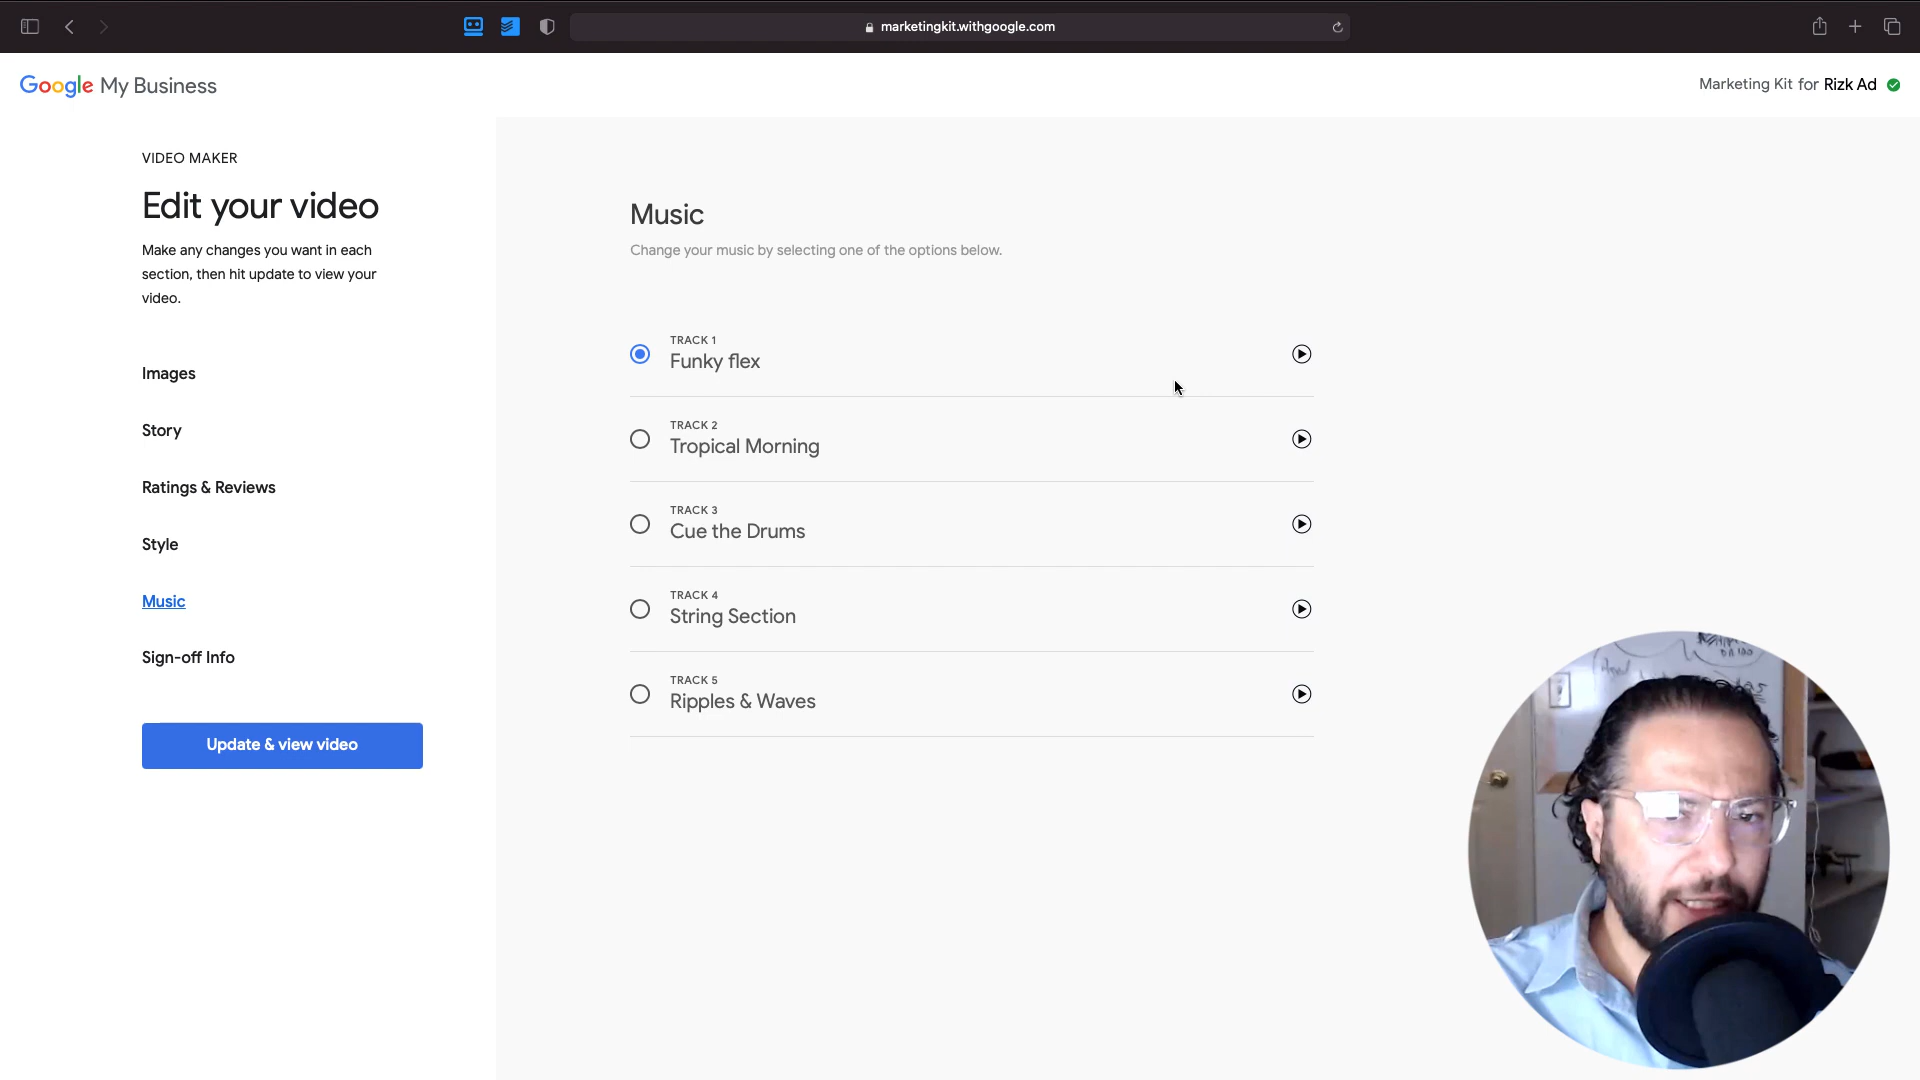 marketingkit.withgoogle.com
Google My Business
Marketing Kit for Rizk Ad
VIDEO MAKER
Edit your video
Make any changes you want in each
section, then hit update to view your
video.
Images
Story
Ratings & Reviews
Style
Music
Sign-off Info
Update & view video
Music
Change your music by selecting one of the options below.
TRACK 1
Funky flex
TRACK 2
Tropical Morning
TRACK 3
Cue the Drums
TRACK 4
String Section
TRACK 5
Ripples & Waves